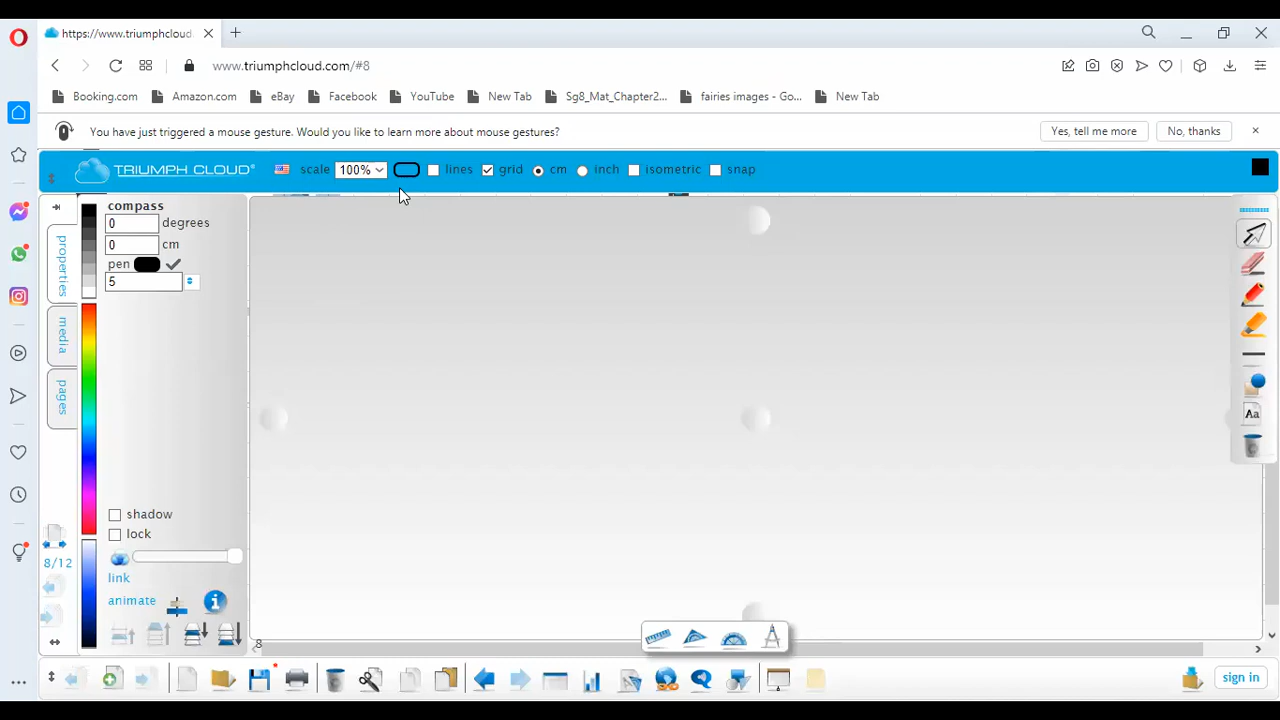 https://www.triumphcloud
www.triumphcloud.com/#8
Booking.com Amazon.com eBay Facebook YouTube New Tab Sg8_Mat_Chapter2... fairies images - Go... New Tab
You have just triggered a mouse gesture. Would you like to learn more about mouse gestures? Yes, tell me more No, thanks
TRIUMPH CLOUD® scale 100% lines grid cm inch isometric snap
compass
0 degrees
0 cm
pen
5
properties
media
pages
Aa
shadow
lock
8/12
link
animate
8
sign in